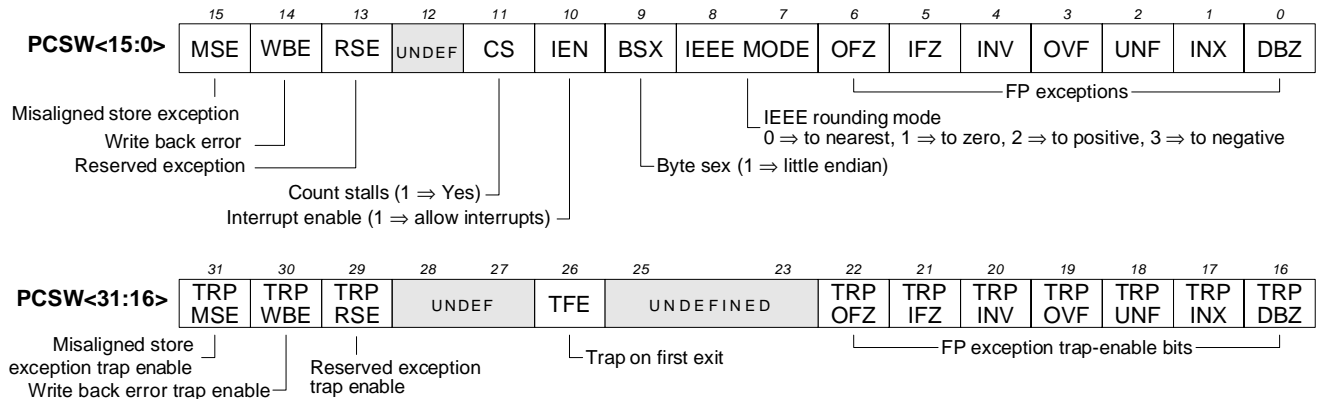 15 14 13 12 11 10 9 8 7 6 5 4 3 2 1 0
PCSW<15:0> MSE WBE RSE UNDEF CS IEN BSX IEEE MODE OFZ IFZ INV OVF UNF INX DBZ
FP exceptions
Misaligned store exception
IEEE rounding mode
0 ⇒ to nearest, 1 ⇒ to zero, 2 ⇒ to positive, 3 ⇒ to negative
Write back error
Reserved exception
Byte sex (1 ⇒ little endian)
Count stalls (1 ⇒ Yes)
Interrupt enable (1 ⇒ allow interrupts)
31 30 29 28 27 26 25 23 22 21 20 19 18 17 16
PCSW<31:16> TRP MSE TRP WBE TRP RSE UNDEF TFE UNDEFINED TRP OFZ TRP IFZ TRP INV TRP OVF TRP UNF TRP INX TRP DBZ
Misaligned store
exception trap enable
Write back error trap enable
Reserved exception
trap enable
Trap on first exit
FP exception trap-enable bits